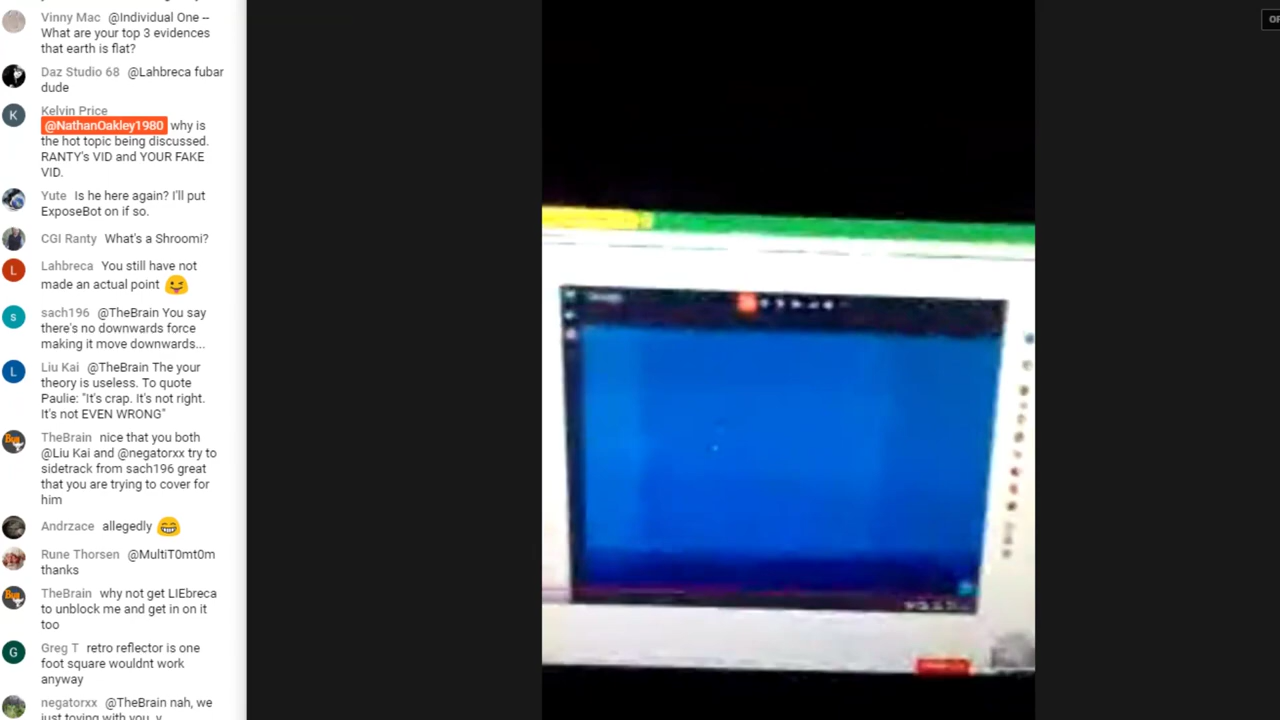 Vinny Mac @Individual One --
What are your top 3 evidences
that earth is flat?
Daz Studio 68 @Lahbreca fubar
dude
K Kelvin Price
@NathanOakley1980 why is
the hot topic being discussed.
RANTY's VID and YOUR FAKE
VID.
Yute Is he here again? I'll put
ExposeBot on if so.
CGI Ranty What's a Shroomi?
L Lahbreca You still have not
made an actual point
s sach196 @TheBrain You say
there's no downwards force
making it move downwards...
L Liu Kai @TheBrain The your
theory is useless. To quote
Paulie: "It's crap. It's not right.
It's not EVEN WRONG"
TheBrain nice that you both
@Liu Kai and @negatorxx try to
sidetrack from sach196 great
that you are trying to cover for
him
Andrzace allegedly
Rune Thorsen @MultiT0mt0m
thanks
TheBrain why not get LIEbreca
to unblock me and get in on it
too
G Greg T retro reflector is one
foot square wouldnt work
anyway
negatorxx @TheBrain nah, we
just toying with you